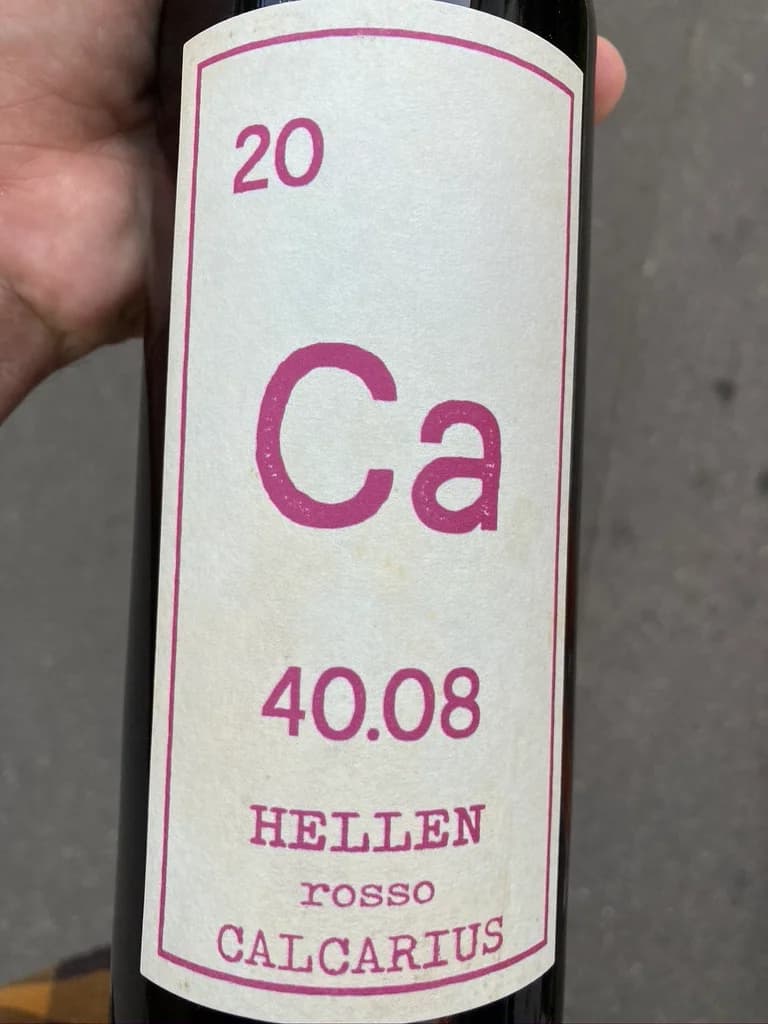 20
Ca
40.08
HELLEN
rosso
CALCARIUS